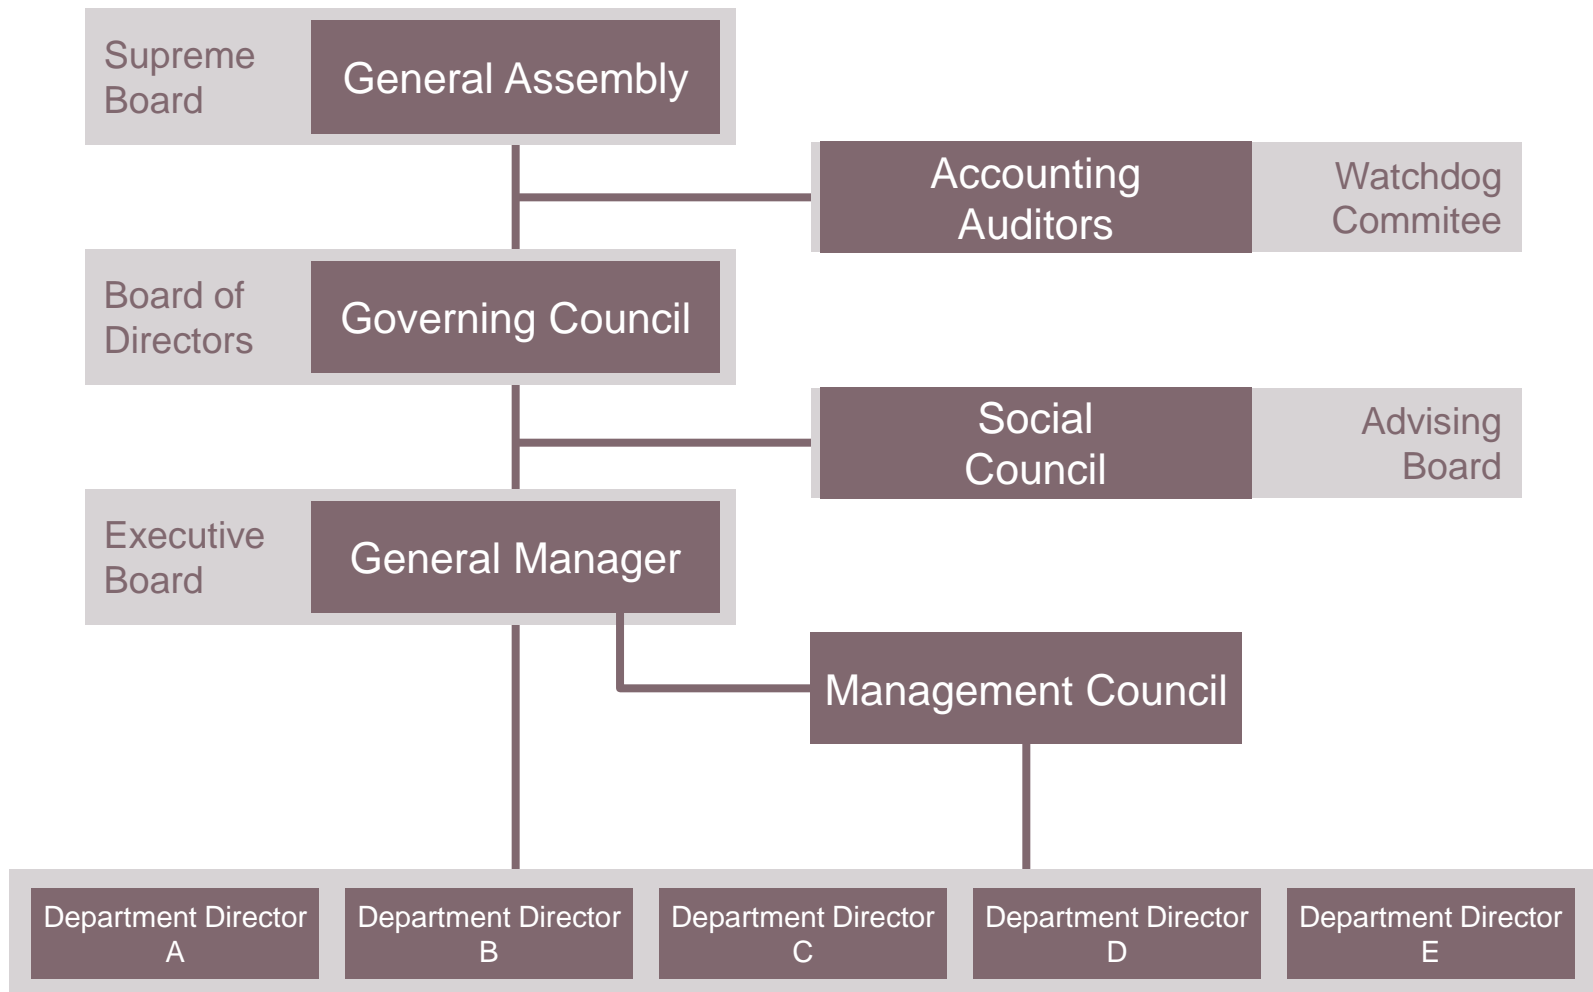 Supreme
Board
General Assembly
Accounting
Auditors
Watchdog
Commitee
Board of
Directors
Governing Council
Social
Council
Advising
Board
Executive
Board
General Manager
Management Council
Department Director
A
Department Director
B
Department Director
C
Department Director
D
Department Director
E